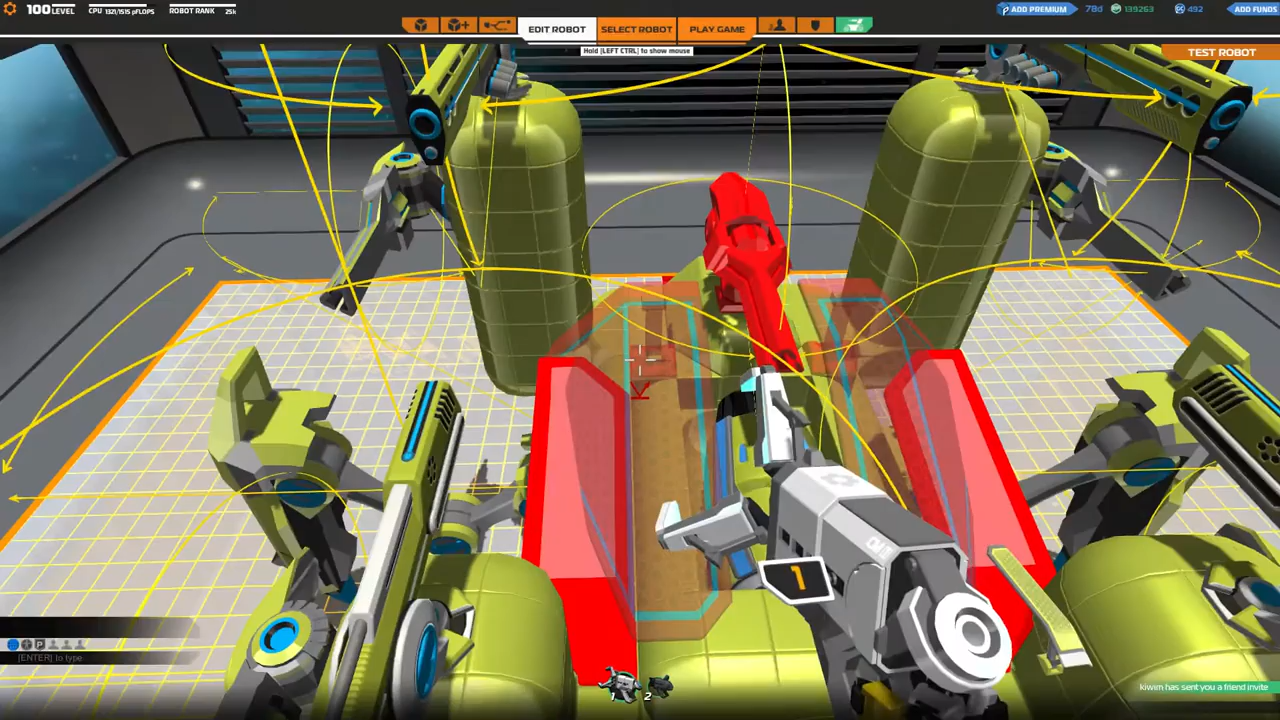 100 LEVEL
CPU 1321/1515 pFLOPS
ROBOT RANK 25k
EDIT ROBOT
SELECT ROBOT
PLAY GAME
ADD PREMIUM
78d
139263
492
ADD FUNDS
Hold [LEFT CTRL] to show mouse
TEST ROBOT
1
P
[ENTER] to type
1
2
kiwim has sent you a friend invite